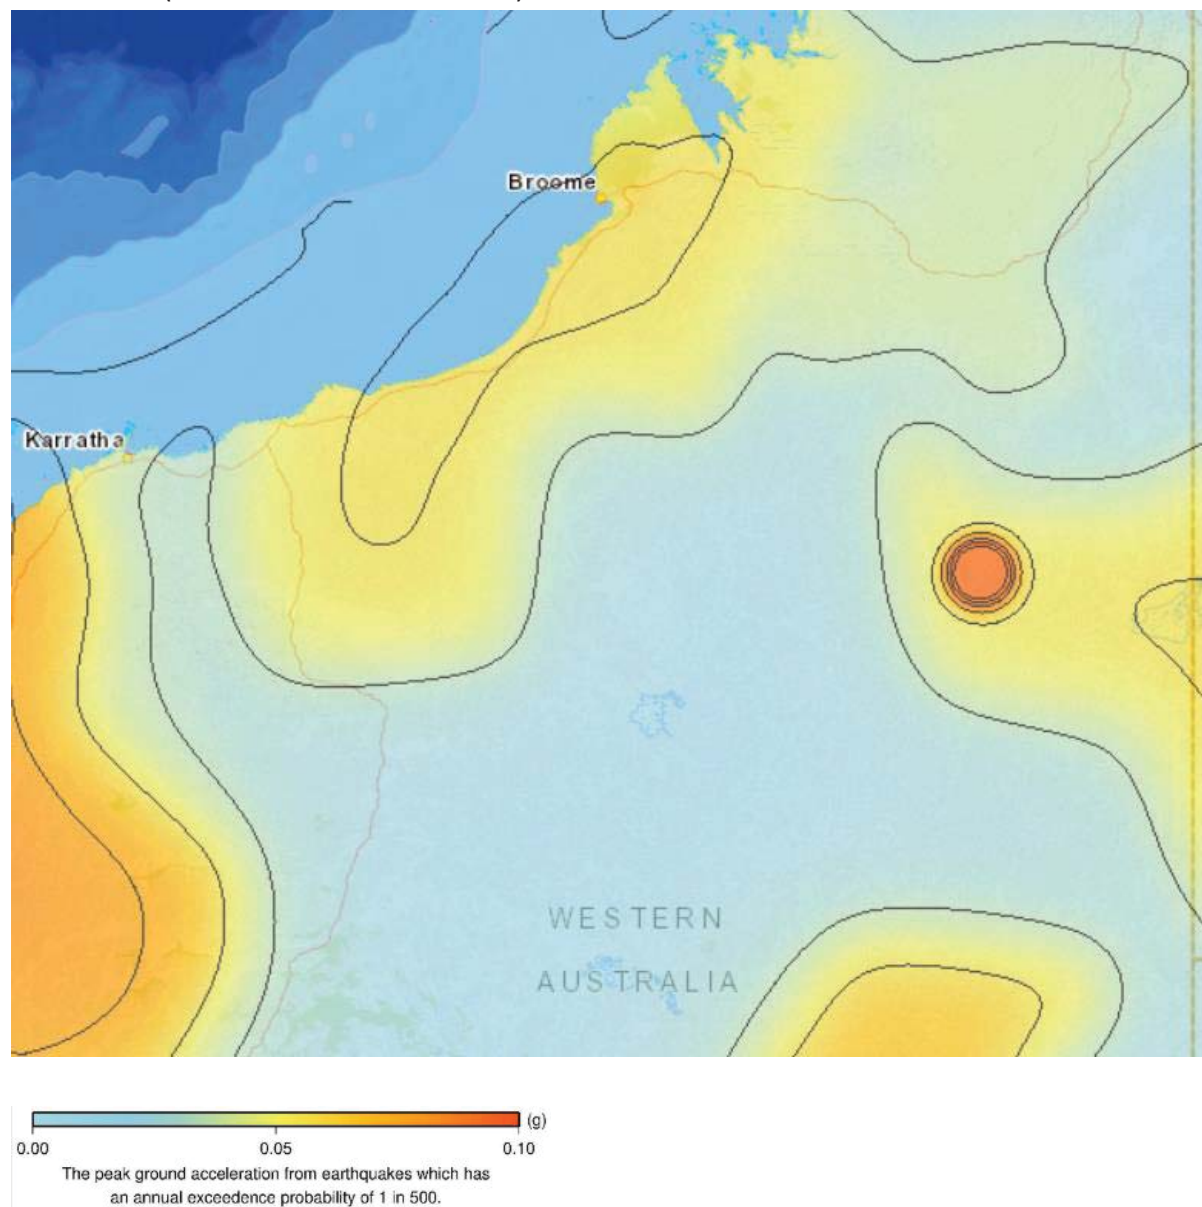 Broome
Karratha
WESTERN
AUSTRALIA
(g)
0.00 0.05 0.10
The peak ground acceleration from earthquakes which has
an annual exceedence probability of 1 in 500.